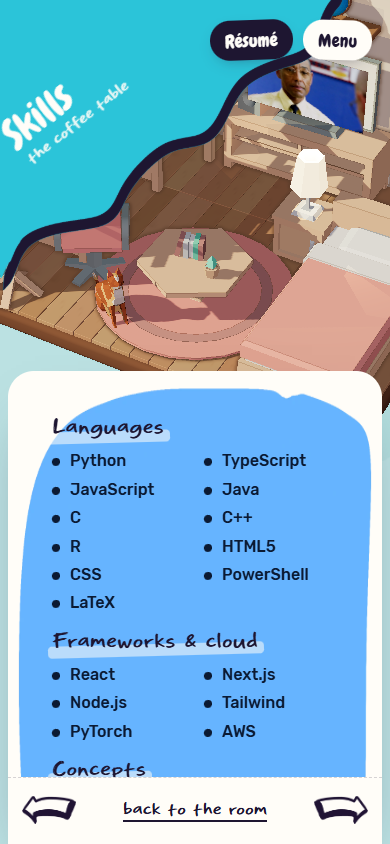 Résumé
Menu
Skills
the coffee table
Languages
Python
TypeScript
JavaScript
Java
C
C++
R
HTML5
CSS
PowerShell
LaTeX
Frameworks & cloud
React
Next.js
Node.js
Tailwind
PyTorch
AWS
Concepts
back to the room